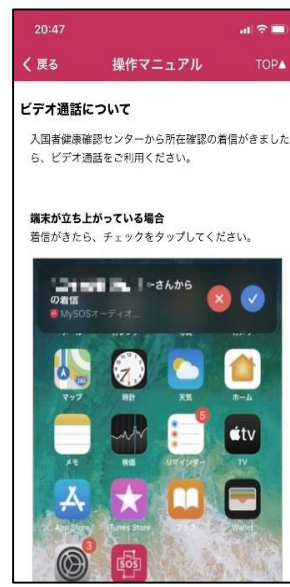 20:47
戻る 操作マニュアル TOP▲
ビデオ通話について
入国者健康確認センターから所在確認の着信がきました
ら、ビデオ通話をご利用ください。
端末が立ち上がっている場合
着信がきたら、チェックをタップしてください。
さんから
の着信
MySOSオーディオ...
マップ 時計 天気 ホーム
5
tv
メモ 株価 リマインダー TV
App Store iTunes Store ブック Wallet
3
SOS